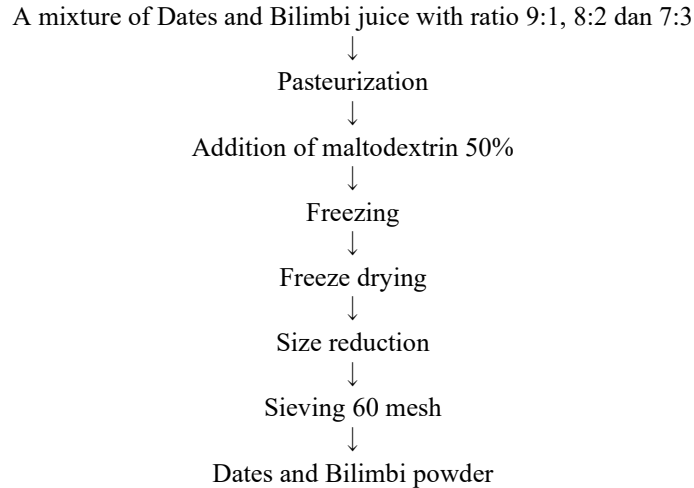 A mixture of Dates and Bilimbi juice with ratio 9:1, 8:2 dan 7:3
↓
Pasteurization
↓
Addition of maltodextrin 50%
↓
Freezing
↓
Freeze drying
↓
Size reduction
↓
Sieving 60 mesh
↓
Dates and Bilimbi powder